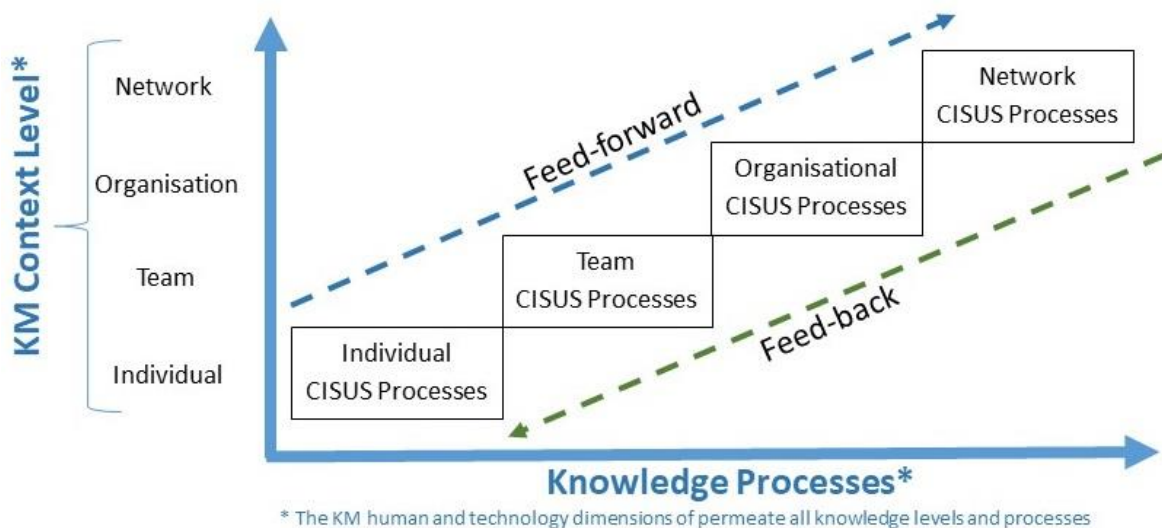 KM Context Level*
Network
Organisation
Team
Individual
Feed-forward
Network
CISUS Processes
Organisational
CISUS Processes
Team
CISUS Processes
Individual
CISUS Processes
Feed-back
Knowledge Processes*
* The KM human and technology dimensions of permeate all knowledge levels and processes